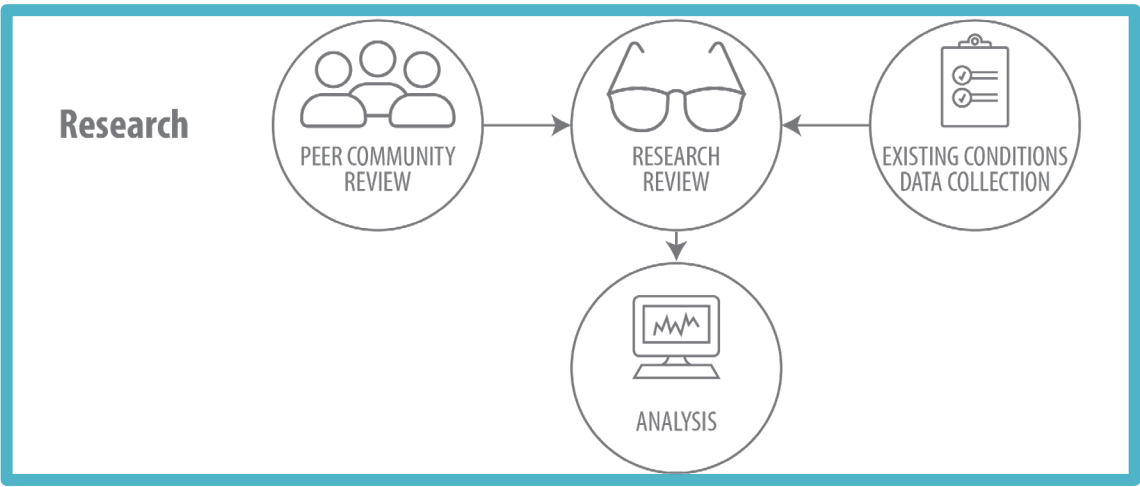 Research
PEER COMMUNITY
REVIEW
RESEARCH
REVIEW
EXISTING CONDITIONS
DATA COLLECTION
ANALYSIS